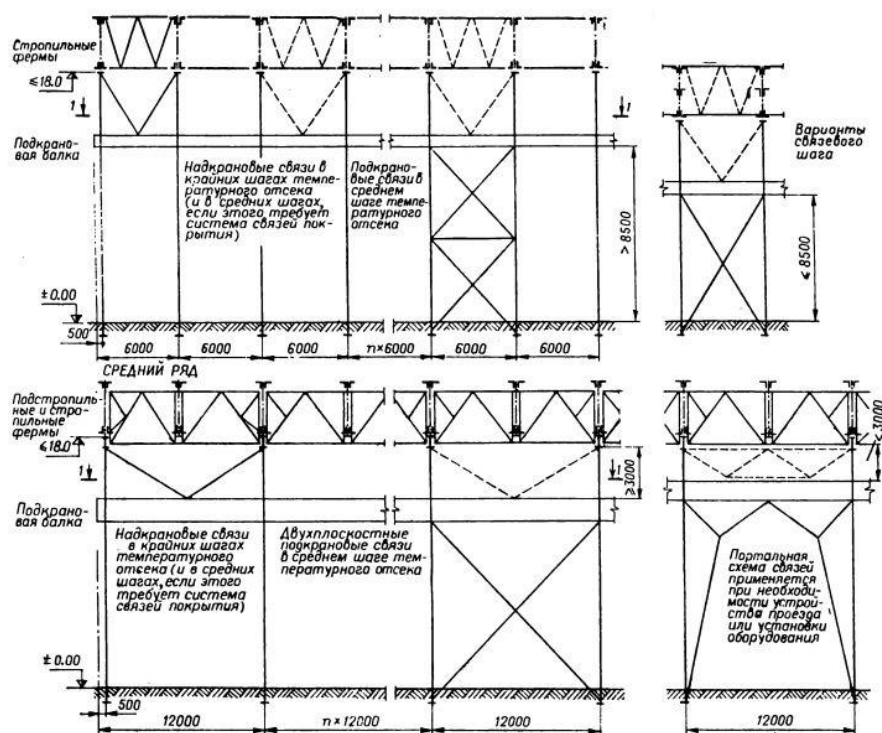 Стропильные
фермы
≤18.0
1
1
Подкрано-
вая балка
Надкрановые связи в
крайних шагах темпе-
ратурного отсека
(и в средних шагах,
если этого требует
система связей пок-
рытия)
Подкрано-
вые связи в
среднем
шаге темпе-
ратурного
отсека
> 8500
± 0.00
500
6000
6000
6000
n×6000
6000
6000
Варианты
связевого
шага
≤ 8500
СРЕДНИЙ РЯД
Подстропиль-
ные и стро-
пильные
фермы
≤18.0
1
1
≥3000
Подкрано-
вая балка
Надкрановые связи
в крайних шагах
температурного
отсека (и в средних
шагах, если этого
требует система
связей покрытия)
Двухплоскостные
подкрановые связи
в среднем шаге тем-
пературного отсека
± 0.00
500
12000
n × 12000
12000
< 3000
Портальная
схема связей
применяется
при необходи-
мости устрой-
ства проезда
или установки
оборудования
12000